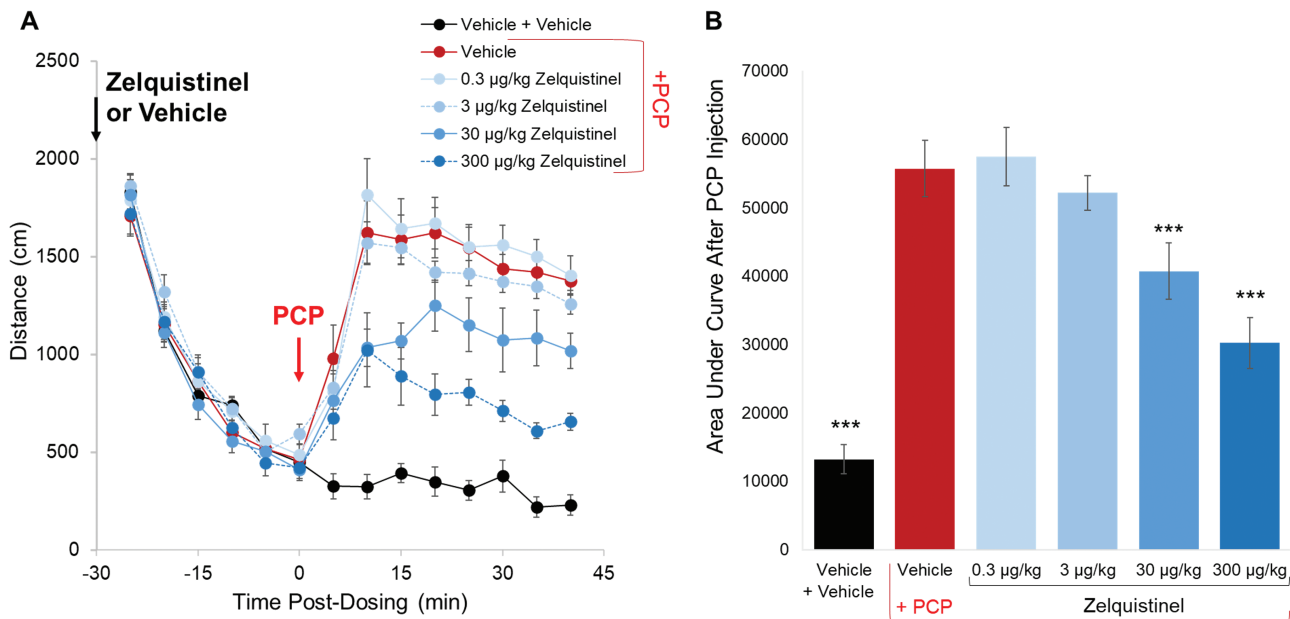 A
Vehicle + Vehicle
Vehicle
0.3 µg/kg Zelquistinel
3 µg/kg Zelquistinel
30 µg/kg Zelquistinel
300 µg/kg Zelquistinel
+PCP
Zelquistinel
or Vehicle
PCP
Distance (cm)
2500
2000
1500
1000
500
0
-30
-15
0
15
30
45
Time Post-Dosing (min)
B
Area Under Curve After PCP Injection
70000
60000
50000
40000
30000
20000
10000
0
***
***
***
Vehicle
+ Vehicle
Vehicle
+ PCP
0.3 µg/kg
3 µg/kg
30 µg/kg
300 µg/kg
Zelquistinel